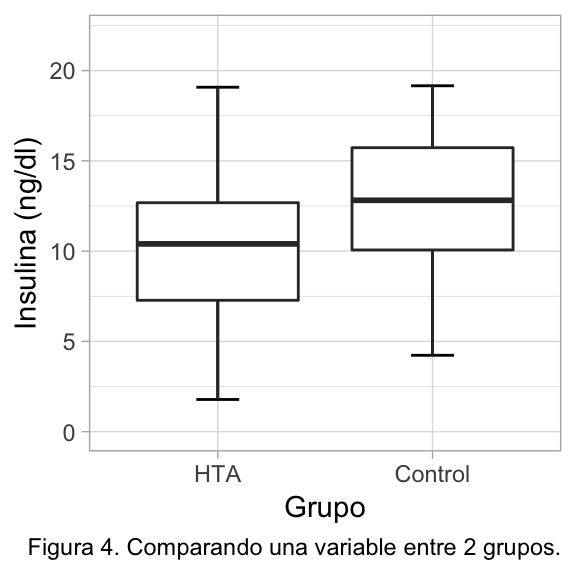 20
15
10
5
0
Insulina (ng/dl)
HTA Control
Grupo
Figura 4. Comparando una variable entre 2 grupos.